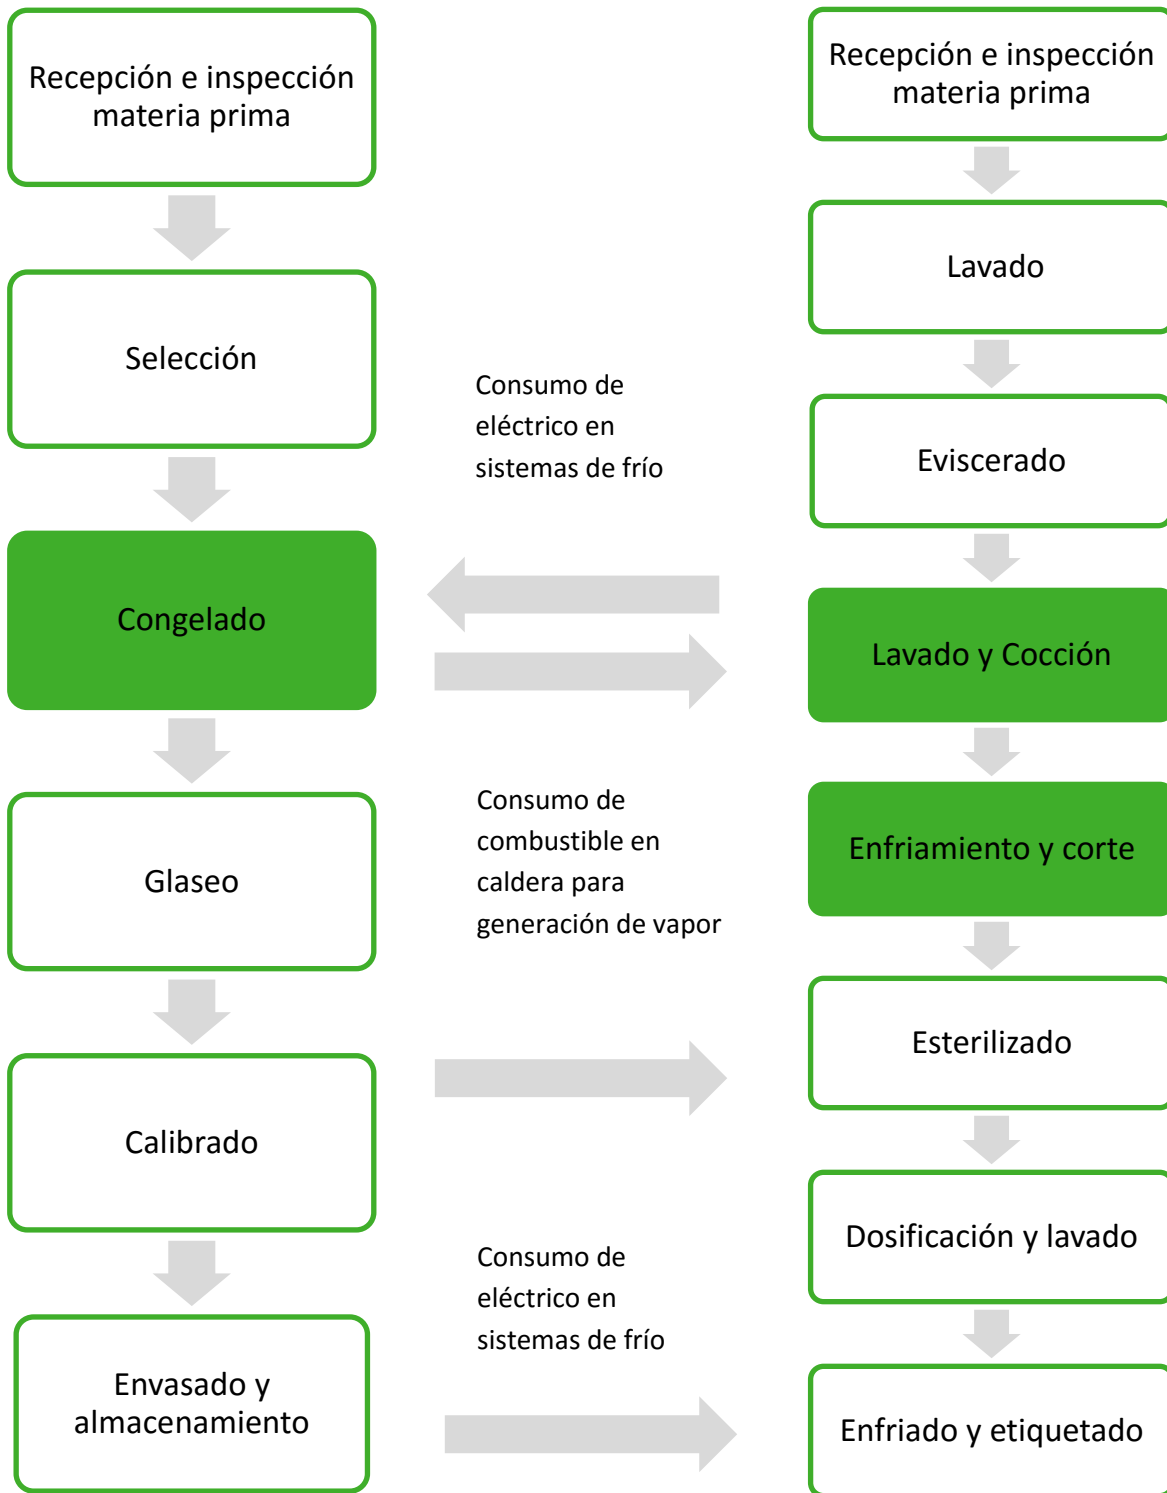 Recepción e inspección
materia prima
Selección
Congelado
Glaseo
Calibrado
Envasado y
almacenamiento
Consumo de
eléctrico en
sistemas de frío
Consumo de
combustible en
caldera para
generación de vapor
Consumo de
eléctrico en
sistemas de frío
Recepción e inspección
materia prima
Lavado
Eviscerado
Lavado y Cocción
Enfriamiento y corte
Esterilizado
Dosificación y lavado
Enfriado y etiquetado